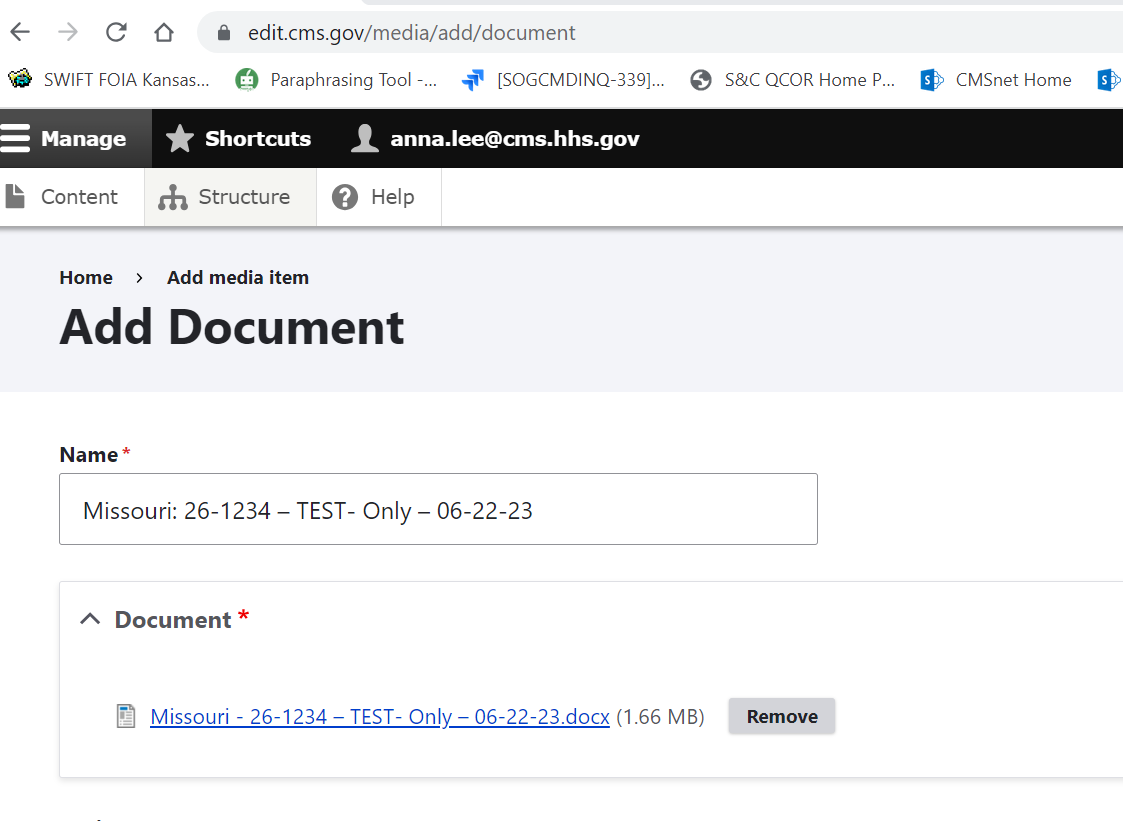 edit.cms.gov/media/add/document
SWIFT FOIA Kansas... Paraphrasing Tool -... [SOGCMDINQ-339]... S&C QCOR Home P... CMSnet Home
Manage Shortcuts anna.lee@cms.hhs.gov
Content Structure Help
Home › Add media item
Add Document
Name*
Missouri: 26-1234 – TEST- Only – 06-22-23
Document *
Missouri - 26-1234 – TEST- Only – 06-22-23.docx (1.66 MB) Remove